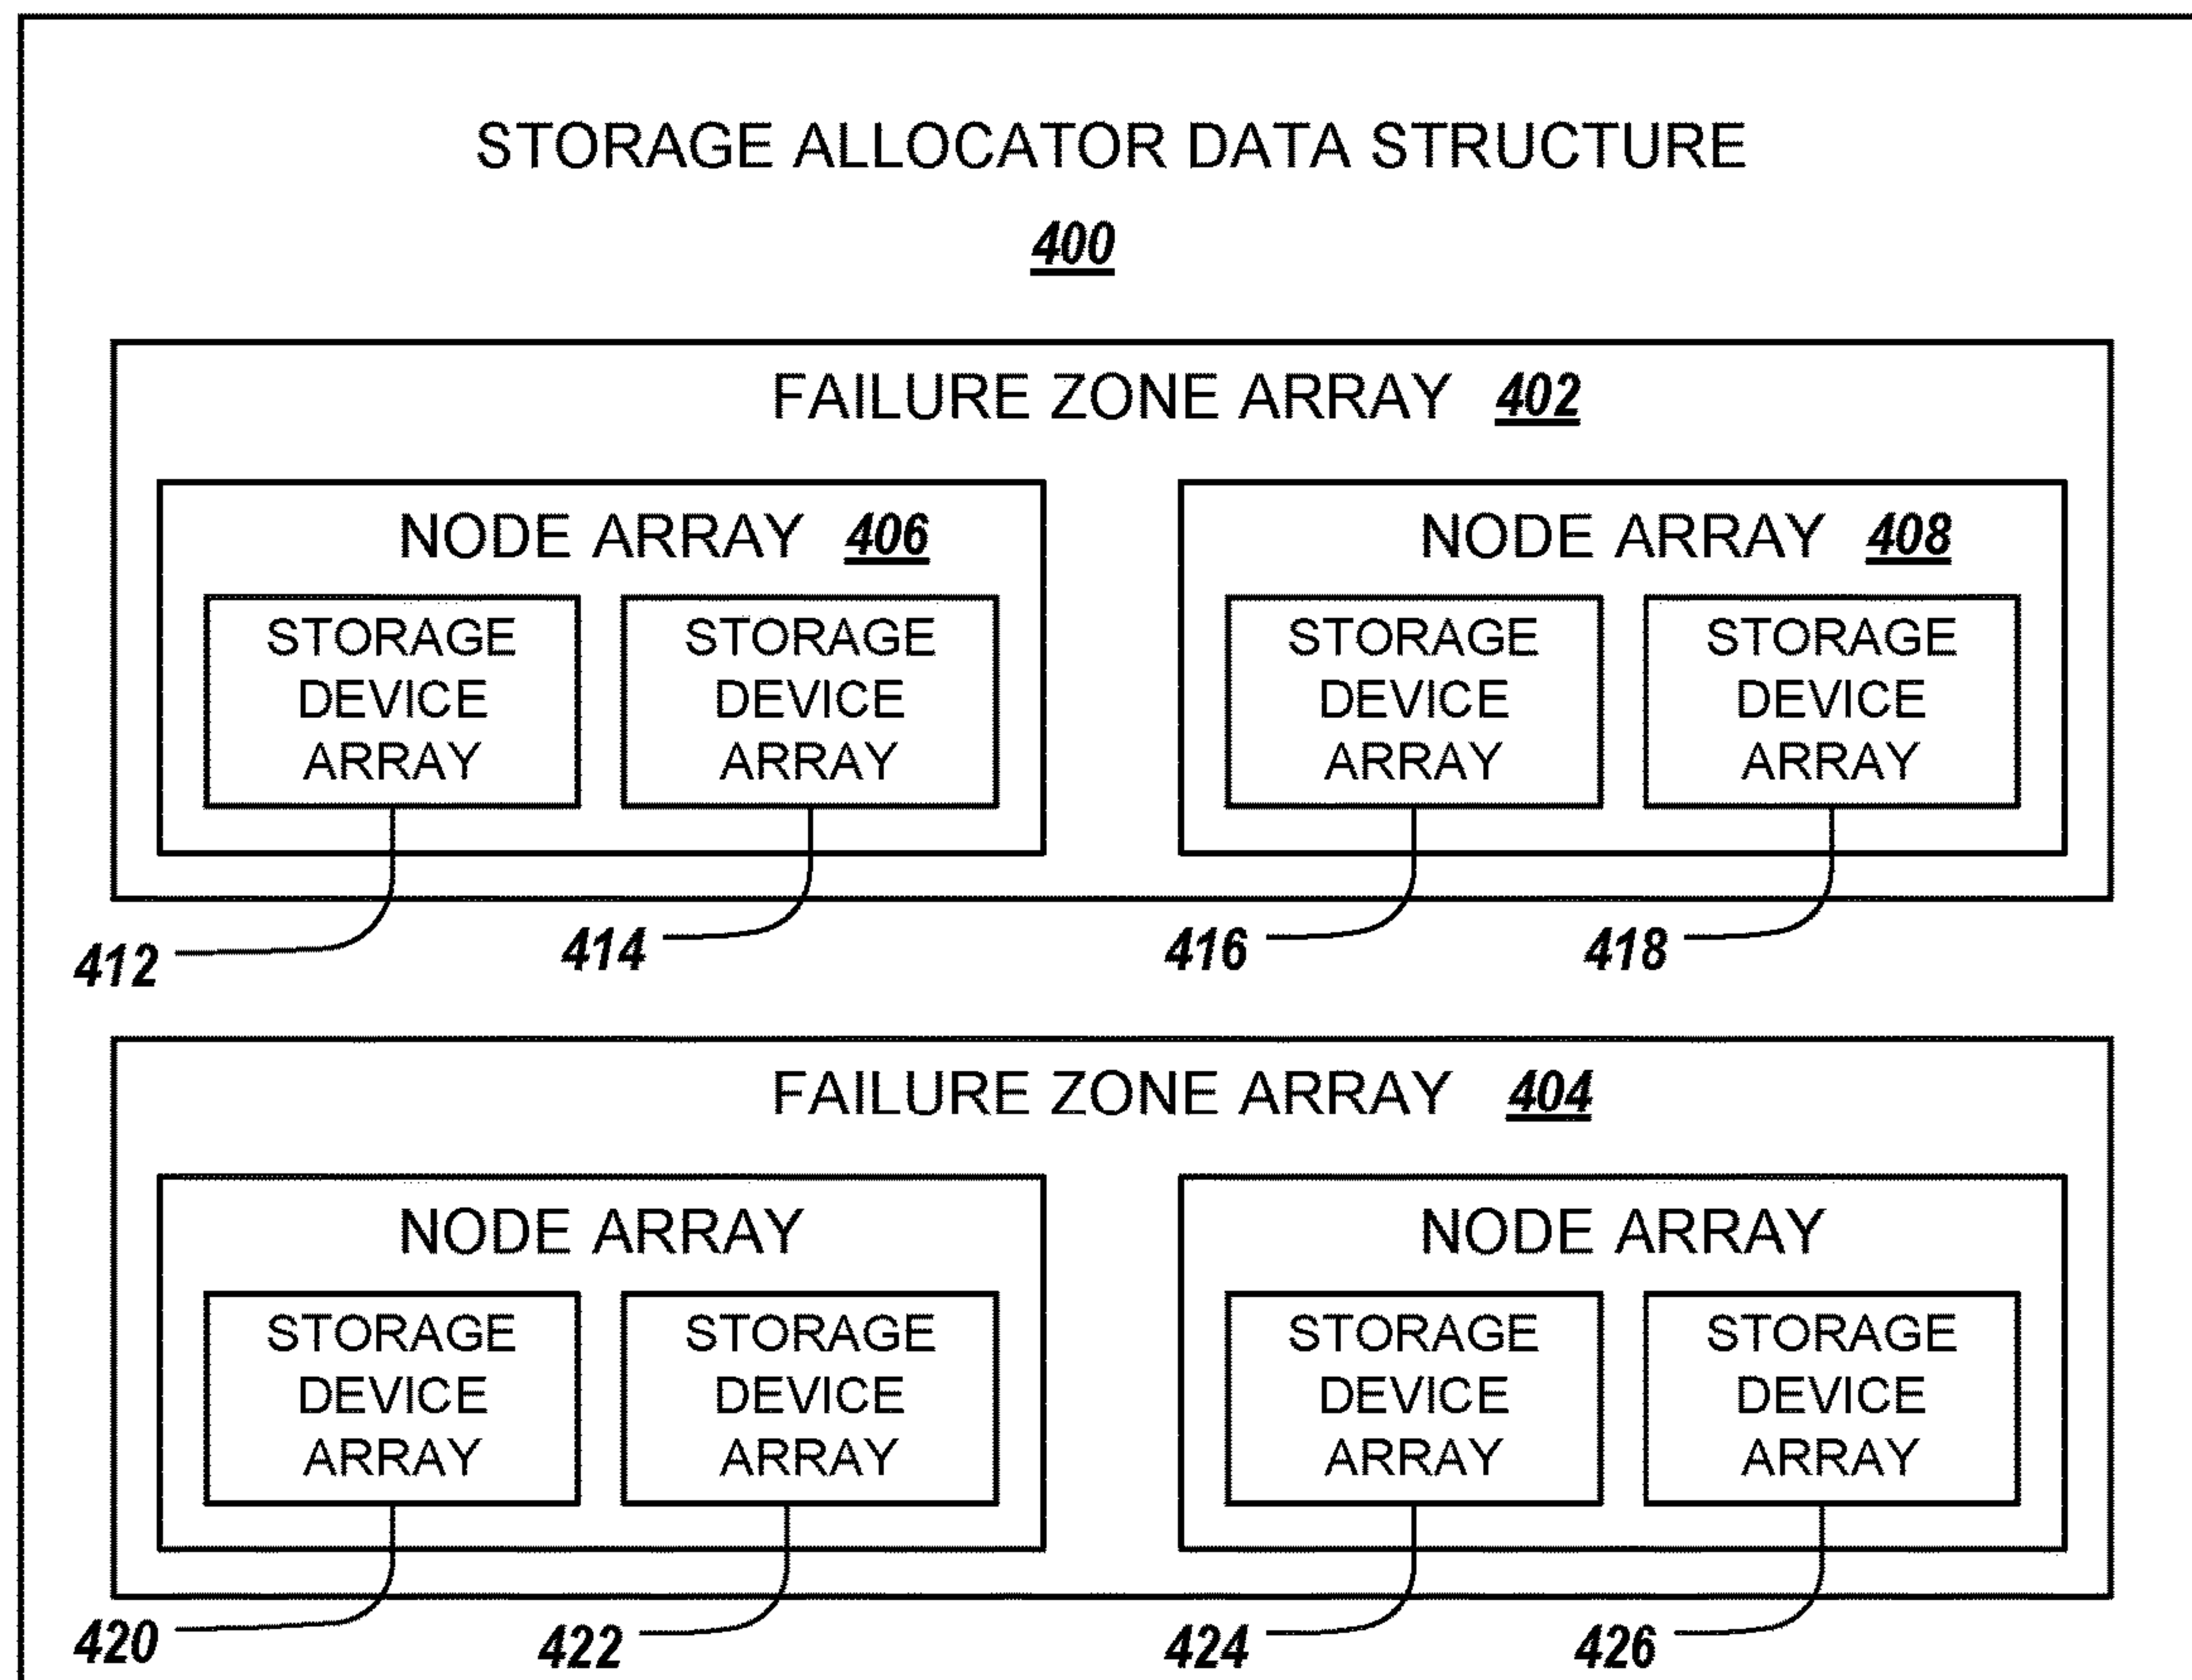 STORAGE ALLOCATOR DATA STRUCTURE
400
FAILURE ZONE ARRAY 402
NODE ARRAY 406
STORAGE
DEVICE
ARRAY
STORAGE
DEVICE
ARRAY
NODE ARRAY 408
STORAGE
DEVICE
ARRAY
STORAGE
DEVICE
ARRAY
412
414
416
418
FAILURE ZONE ARRAY 404
NODE ARRAY
STORAGE
DEVICE
ARRAY
STORAGE
DEVICE
ARRAY
NODE ARRAY
STORAGE
DEVICE
ARRAY
STORAGE
DEVICE
ARRAY
420
422
424
426